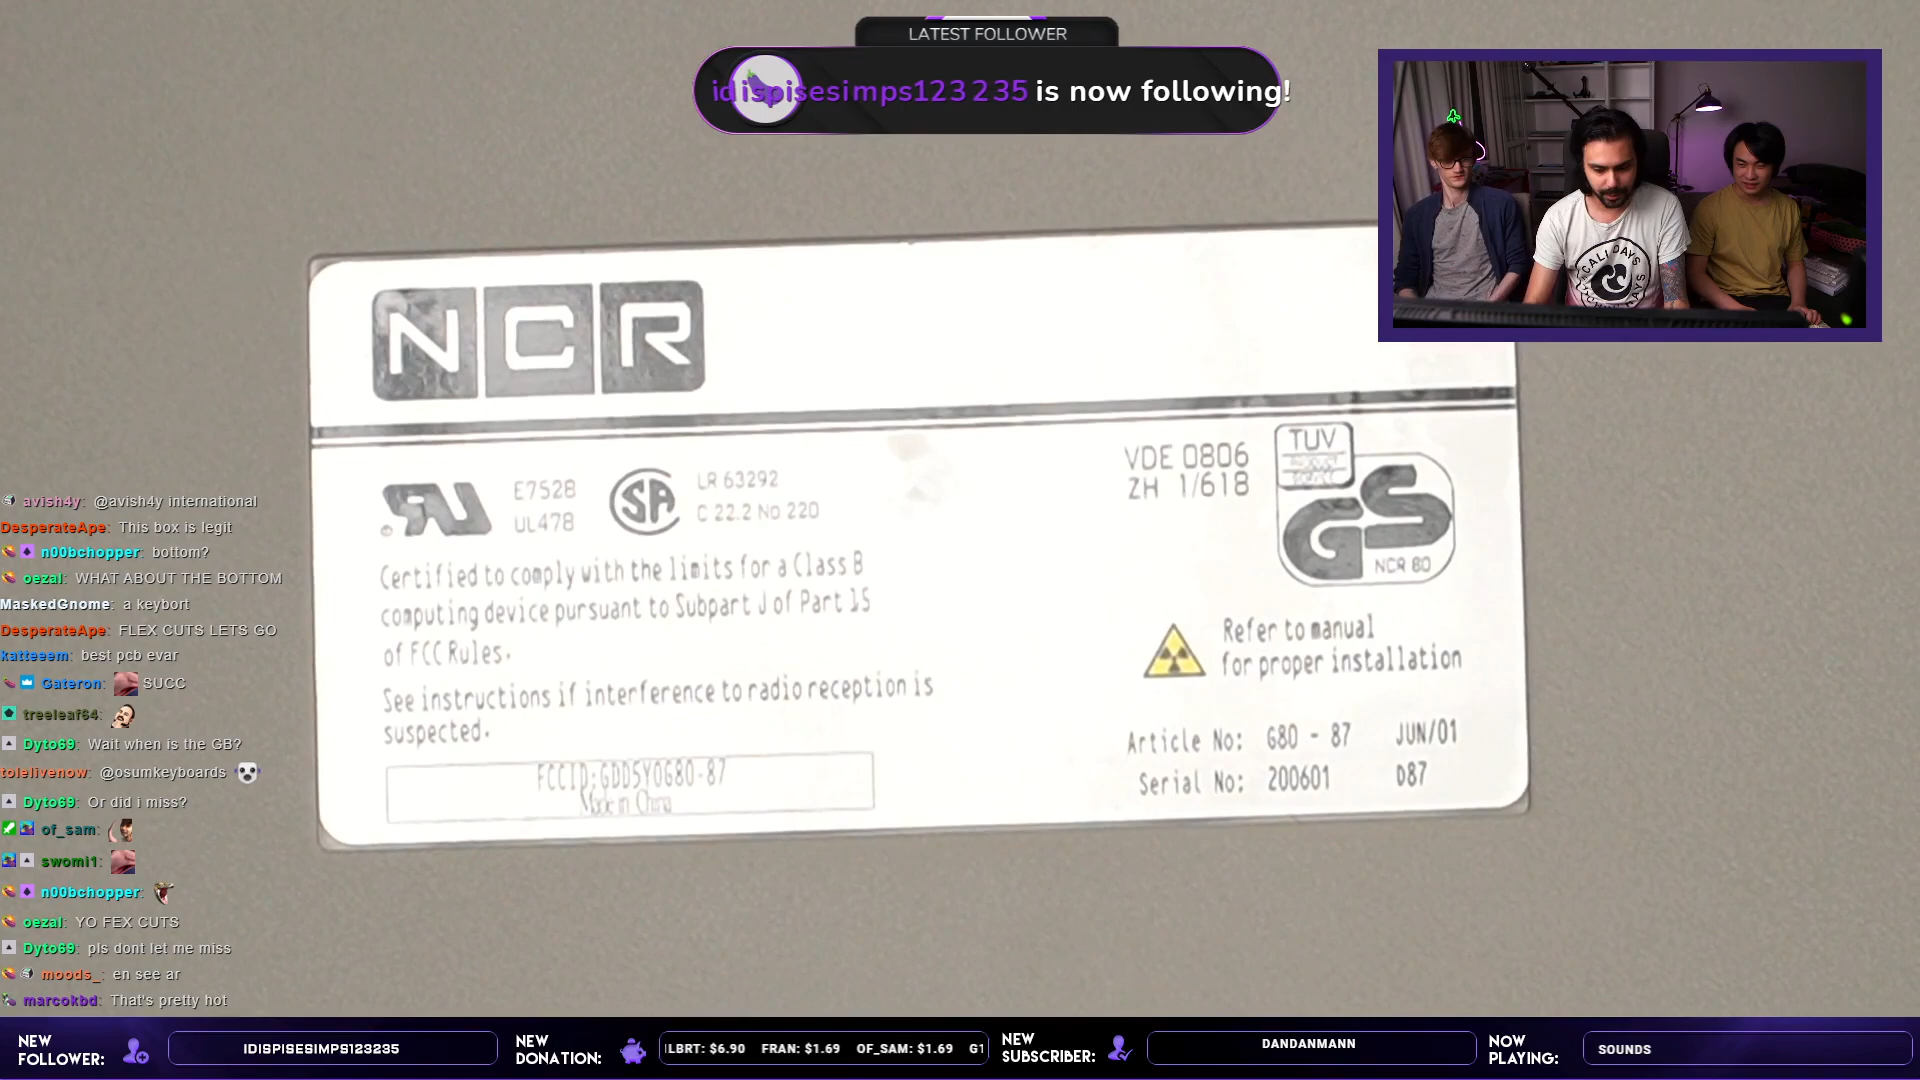 LATEST FOLLOWER
idispisesimps123235 is now following!
NCR
E7528
UL478
SA
LR 63292
C 22.2 No 220
VDE 0806
ZH 1/618
TUV
PRODUCT
SERVICE
GS
NCR 80
Certified to comply with the limits for a Class B
computing device pursuant to Subpart J of Part 15
of FCC Rules.
See instructions if interference to radio reception is
suspected.
FCCID:GDD5Y0G80-87
Made in China
Refer to manual
for proper installation
Article No: G80 - 87 JUN/01
Serial No: 200601 D87
CALI DAYS
avish4y: @avish4y international
DesperateApe: This box is legit
n00bchopper: bottom?
oezal: WHAT ABOUT THE BOTTOM
MaskedGnome: a keybort
DesperateApe: FLEX CUTS LETS GO
katteeem: best pcb evar
Gateron: SUCC
treeleaf64:
Dyto69: Wait when is the GB?
tolelivenow: @osumkeyboards
Dyto69: Or did i miss?
of_sam:
swomi1:
n00bchopper:
oezal: YO FEX CUTS
Dyto69: pls dont let me miss
moods_: en see ar
marcokbd: That's pretty hot
NEW FOLLOWER: IDISPISESIMPS123235
NEW DONATION: LBRT: $6.90 FRAN: $1.69 OF_SAM: $1.69 G1
NEW SUBSCRIBER: DANDANMANN
NOW PLAYING: SOUNDS